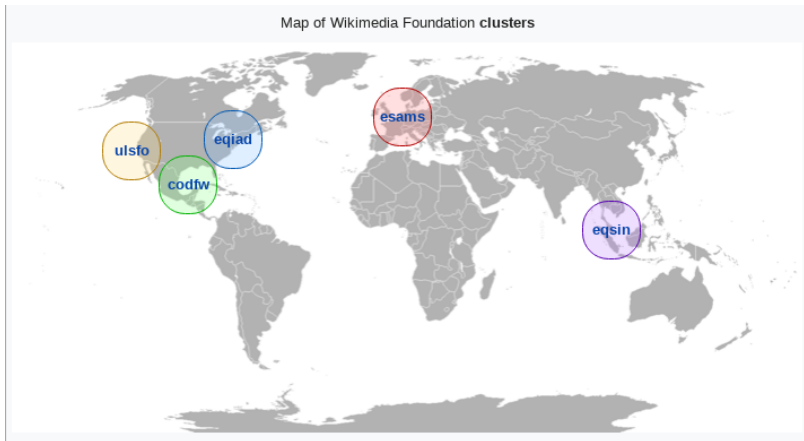 Map of Wikimedia Foundation clusters
esams
eqiad
ulsfo
codfw
eqsin